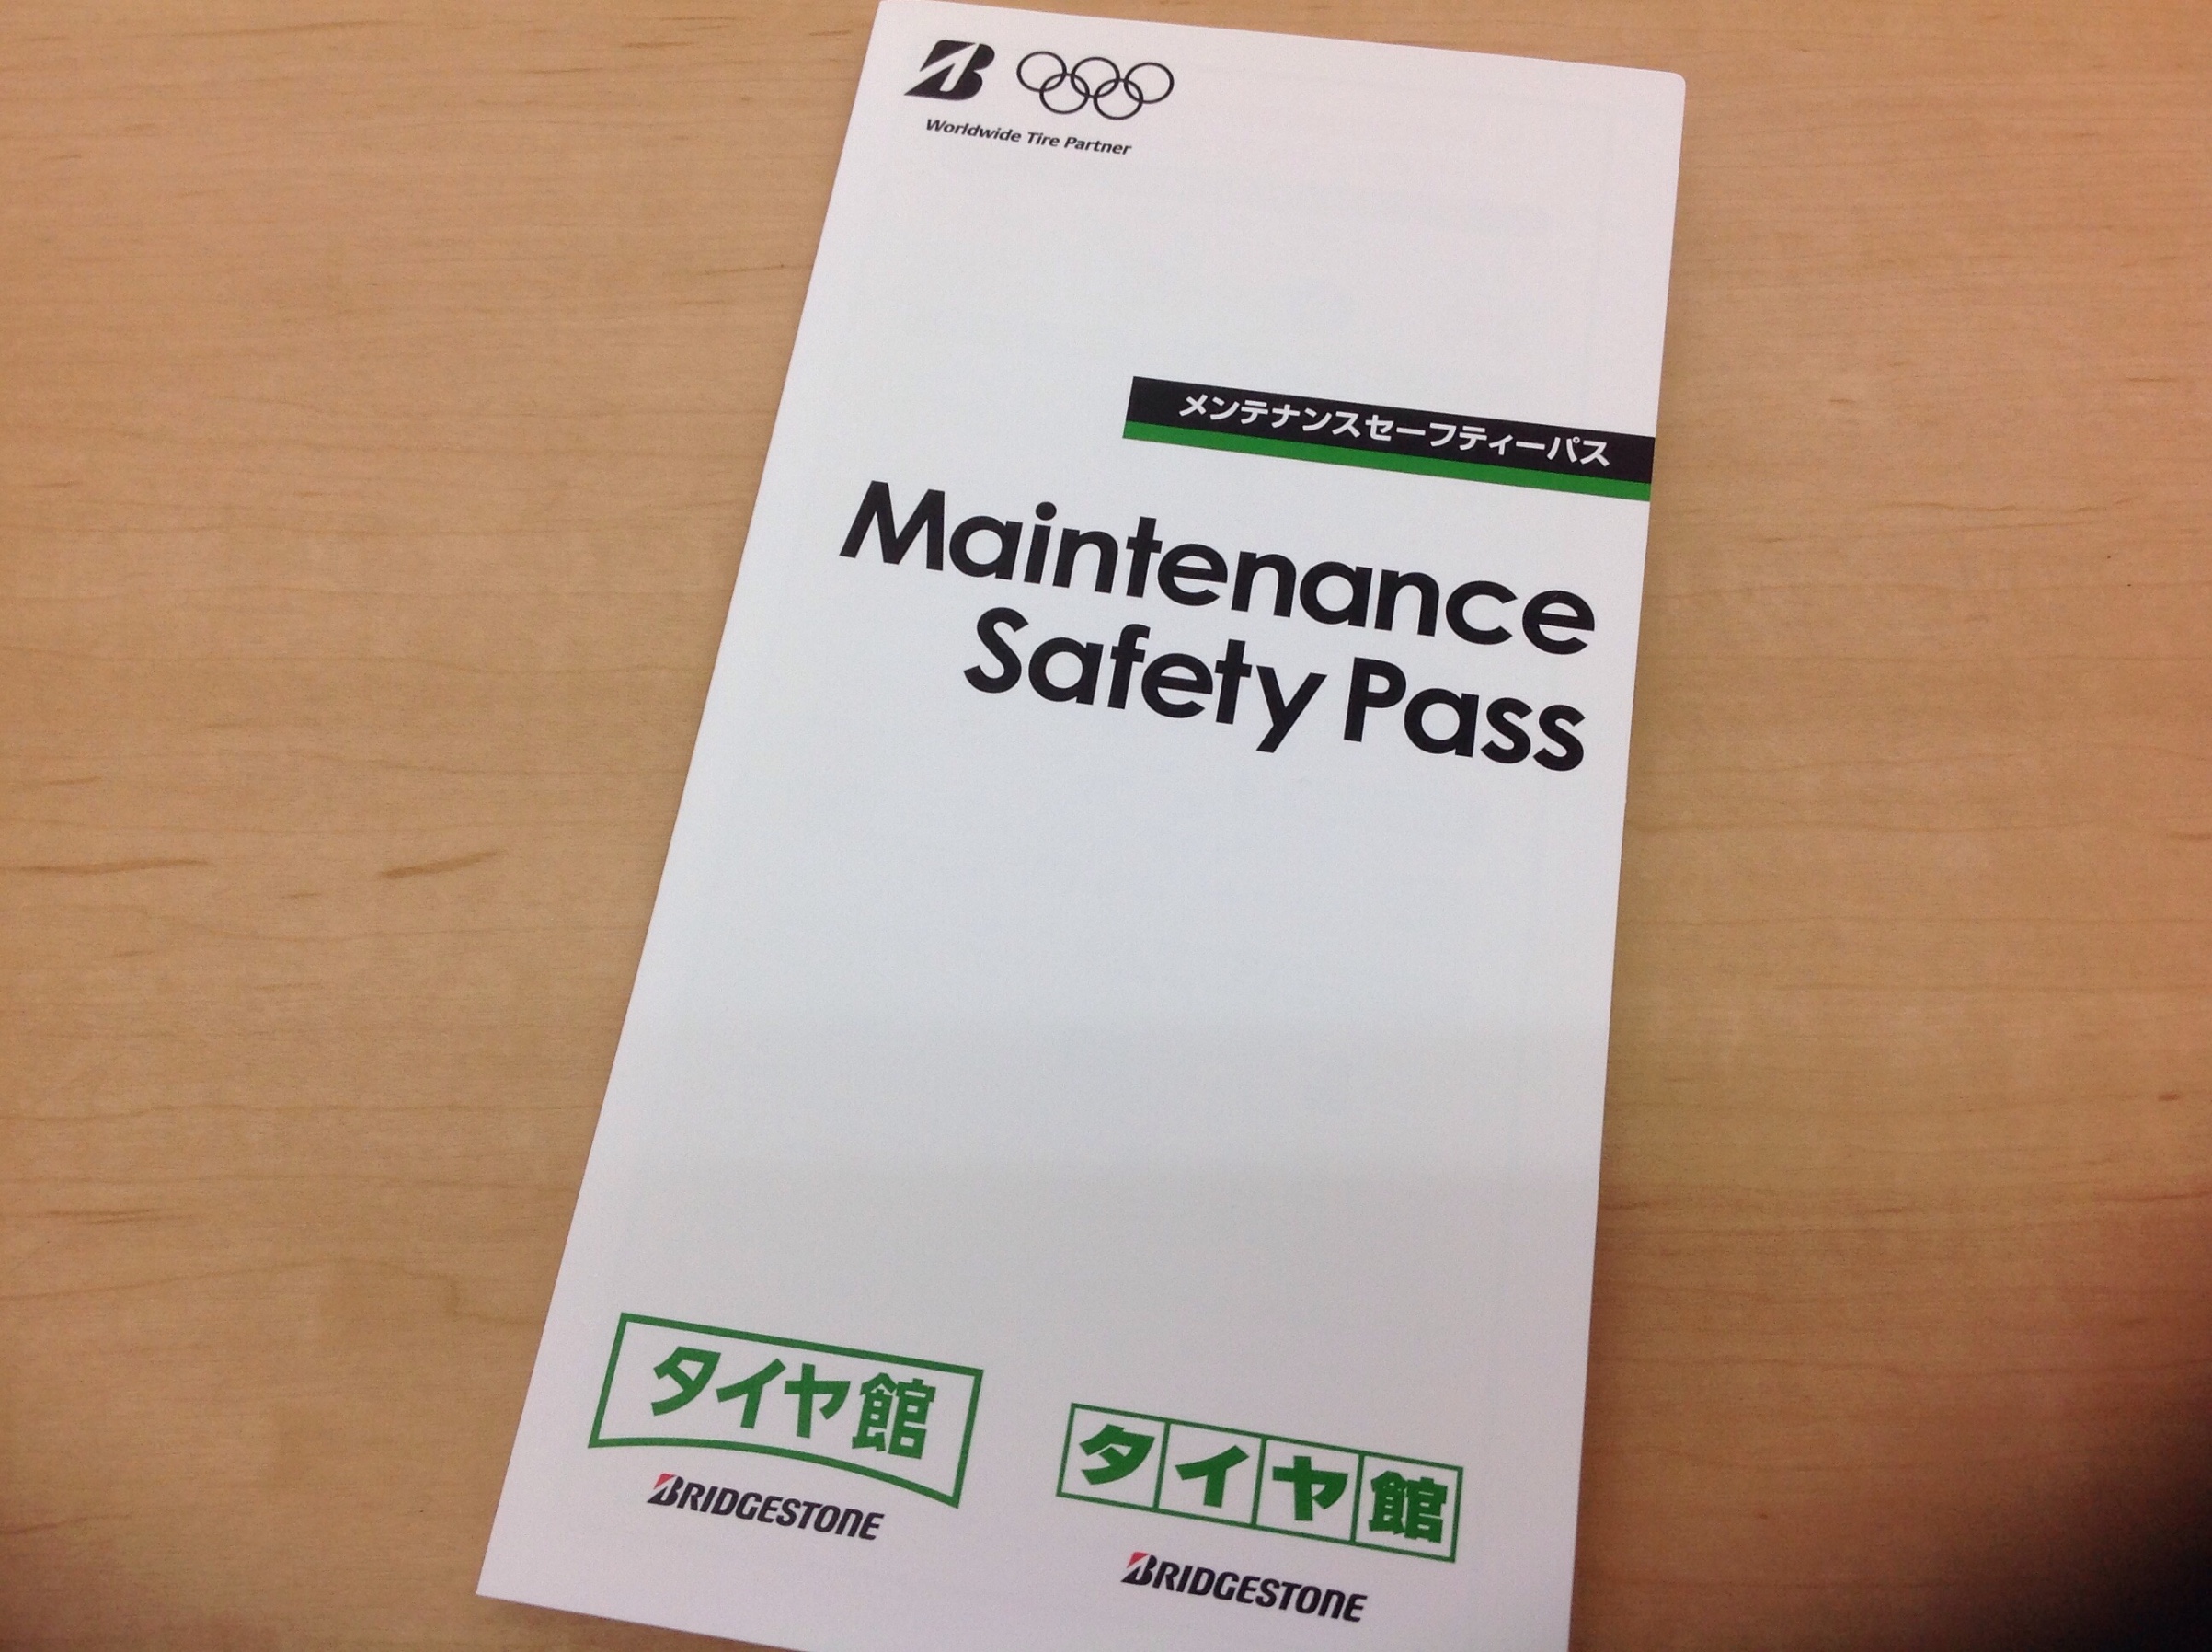 Worldwide Tire Partner
メンテナンスセーフティーパス
Maintenance
Safety Pass
タイヤ館
BRIDGESTONE
タイヤ館
BRIDGESTONE